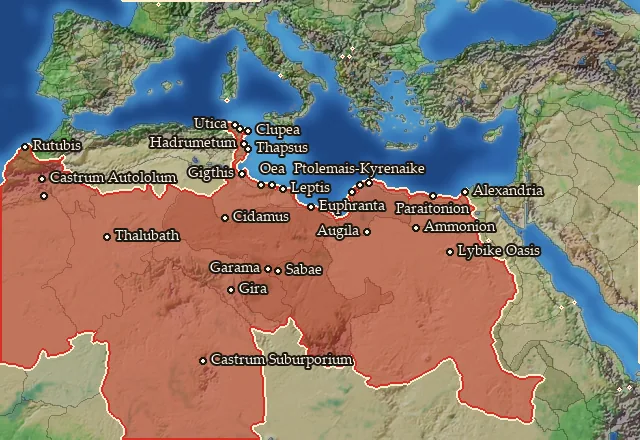 Utica
Clupea
Hadrumetum
Thapsus
Rutubis
Gigthis
Oea
Ptolemais-Kyrenaike
Castrum Autololum
Leptis
Alexandria
Euphranta
Paraitonion
Cidamus
Augila
Ammonion
Thalubath
Lybike Oasis
Garama
Sabae
Gira
Castrum Suburporium